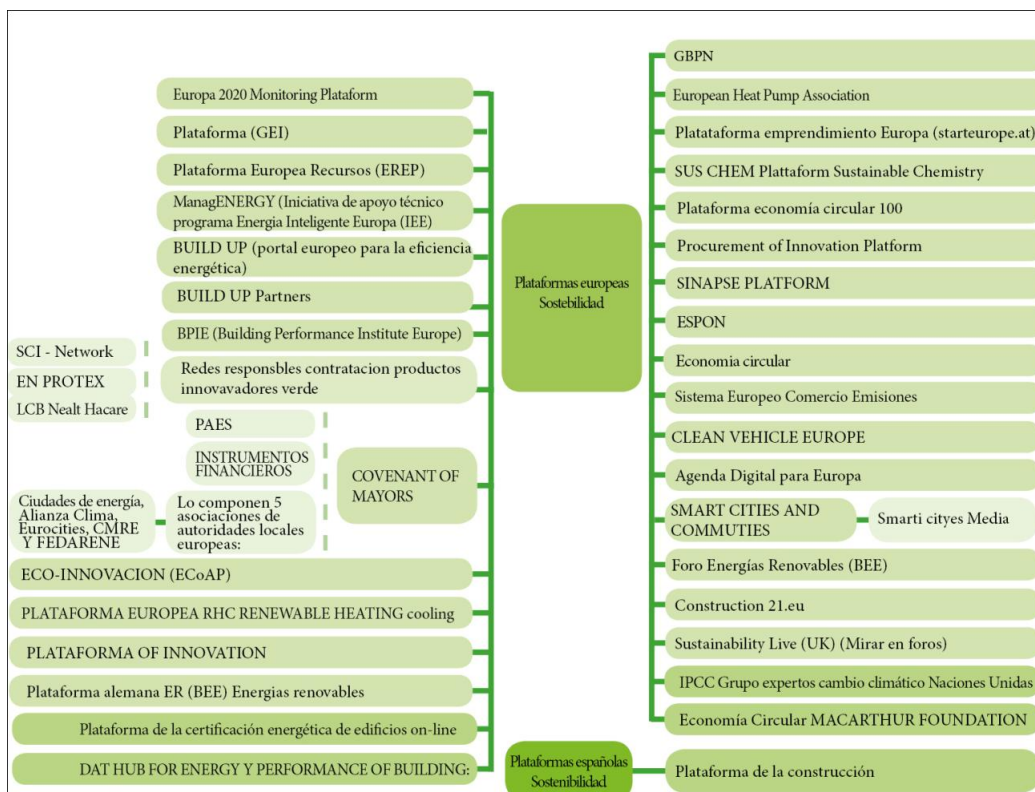 Europa 2020 Monitoring Plataform
Plataforma (GEI)
Plataforma Europea Recursos (EREP)
ManagENERGY (Iniciativa de apoyo técnico
programa Energia Inteligente Europa (IEE)
BUILD UP (portal europeo para la eficiencia
energética)
BUILD UP Partners
BPIE (Building Performance Institute Europe)
Redes responsbles contratacion productos
innovavadores verde
SCI - Network
EN PROTEX
LCB Nealt Hacare
PAES
INSTRUMENTOS
FINANCIEROS
COVENANT OF
MAYORS
Lo componen 5
asociaciones de
autoridades locales
europeas:
Ciudades de energía,
Alianza Clima,
Eurocities, CMRE
Y FEDARENE
ECO-INNOVACION (ECoAP)
PLATAFORMA EUROPEA RHC RENEWABLE HEATING cooling
PLATAFORMA OF INNOVATION
Plataforma alemana ER (BEE) Energias renovables
Plataforma de la certificación energética de edificios on-line
DAT HUB FOR ENERGY Y PERFORMANCE OF BUILDING:
Plataformas europeas
Sostebilidad
GBPN
European Heat Pump Association
Platataforma emprendimiento Europa (starteurope.at)
SUS CHEM Plattaform Sustainable Chemistry
Plataforma economía circular 100
Procurement of Innovation Platform
SINAPSE PLATFORM
ESPON
Economia circular
Sistema Europeo Comercio Emisiones
CLEAN VEHICLE EUROPE
Agenda Digital para Europa
SMART CITIES AND
COMMUTIES
Smarti cityes Media
Foro Energías Renovables (BEE)
Construction 21.eu
Sustainability Live (UK) (Mirar en foros)
IPCC Grupo expertos cambio climático Naciones Unidas
Economía Circular MACARTHUR FOUNDATION
Plataformas españolas
Sostenibilidad
Plataforma de la construcción